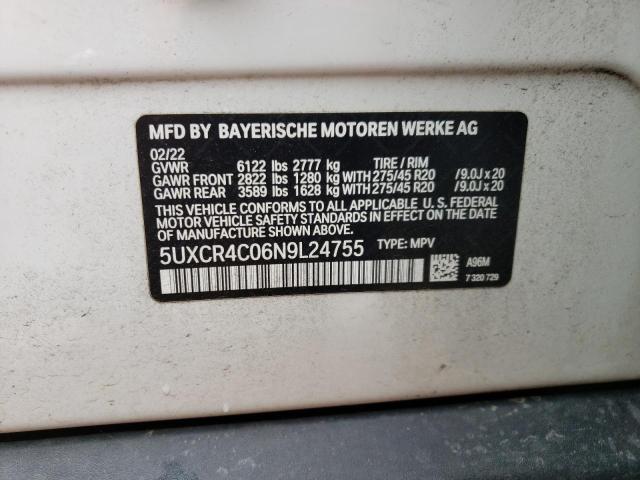 MFD BY BAYERISCHE MOTOREN WERKE AG
02/22
GVWR 6122 lbs 2777 kg TIRE / RIM
GAWR FRONT 2822 lbs 1280 kg WITH 275/45 R20 /9.0J x 20
GAWR REAR 3589 lbs 1628 kg WITH 275/45 R20 /9.0J x 20
THIS VEHICLE CONFORMS TO ALL APPLICABLE U.S. FEDERAL
MOTOR VEHICLE SAFETY STANDARDS IN EFFECT ON THE DATE
OF MANUFACTURE SHOWN ABOVE.
5UXCR4C06N9L24755 TYPE: MPV
A96M
7 320 729